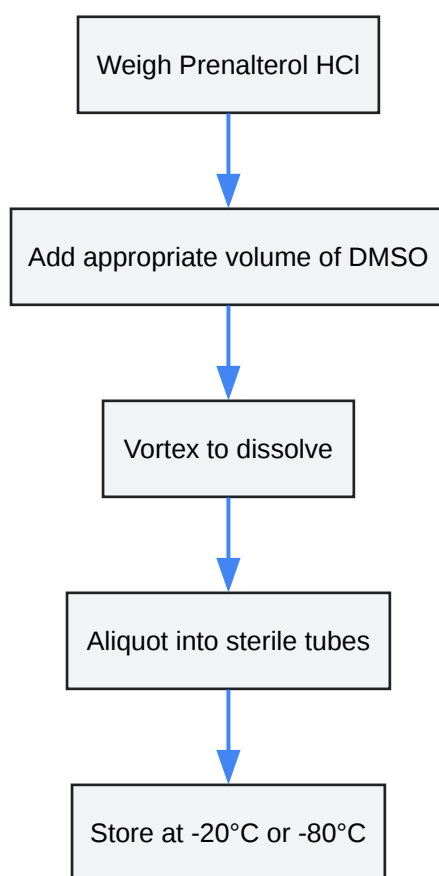 Weigh Prenalterol HCl
Add appropriate volume of DMSO
Vortex to dissolve
Aliquot into sterile tubes
Store at -20°C or -80°C